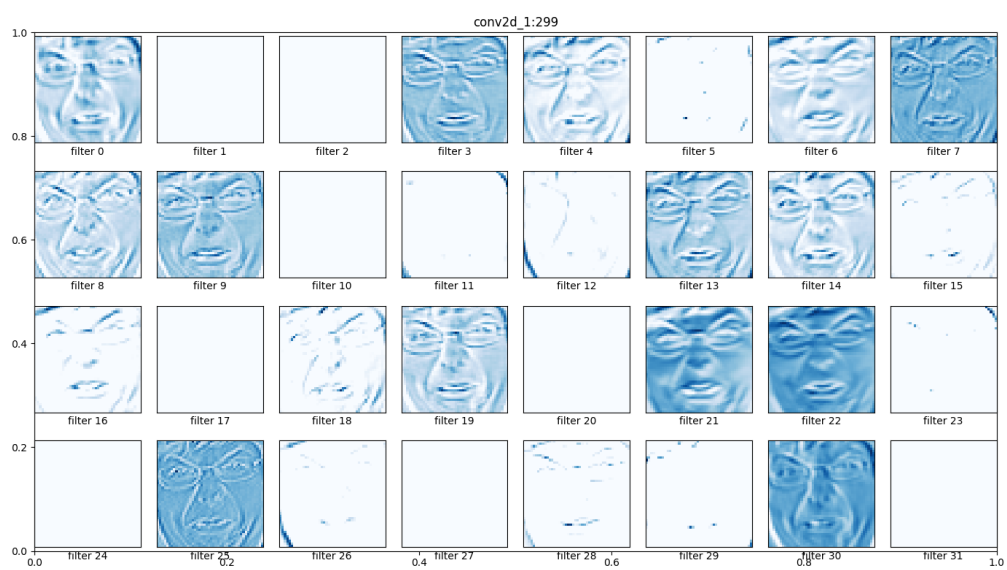 conv2d_1:299
1.0
filter 0 filter 1 filter 2 filter 3 filter 4 filter 5 filter 6 filter 7
0.8
filter 8 filter 9 filter 10 filter 11 filter 12 filter 13 filter 14 filter 15
0.6
filter 16 filter 17 filter 18 filter 19 filter 20 filter 21 filter 22 filter 23
0.4
0.2
filter 24 filter 25 filter 26 filter 27 filter 28 filter 29 filter 30 filter 31
0.0
0.0 0.2 0.4 0.6 0.8 1.0